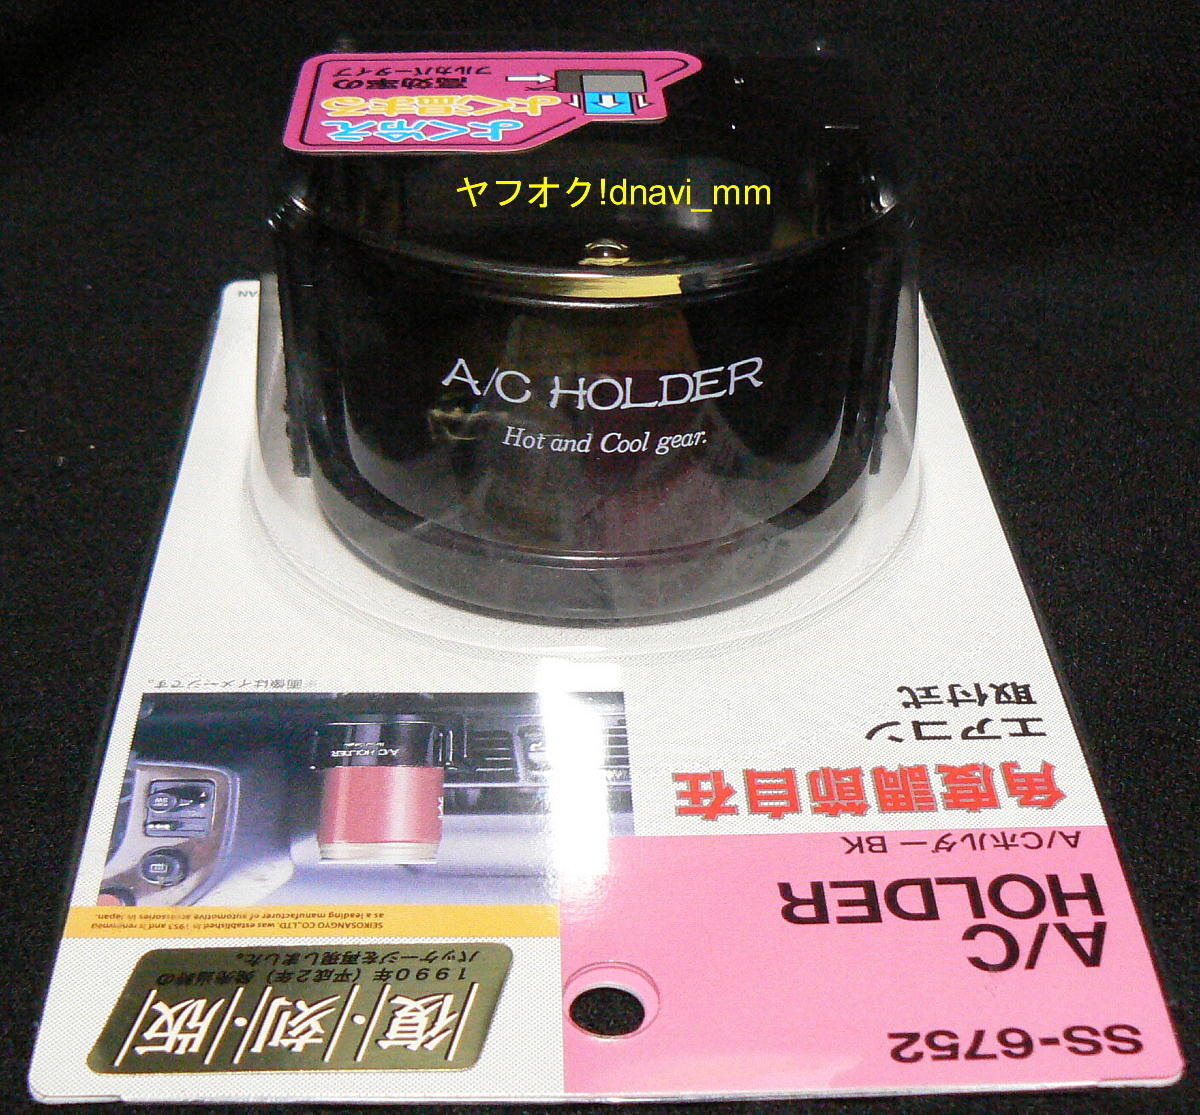 よく冷え
よく温まる
高効率の
フルカバータイプ
ヤフオク!dnavi_mm
A/C HOLDER
Hot and Cool gear.
SS-6752
A/C
HOLDER
A/Cホルダー BK
角度調節自在
エアコン
取付式
復・刻・版
1990年(平成2年)発売当時の
パッケージを再現しました。
SEIKOSANGYO CO.,LTD. was established in 1953 and is renowned
as a leading manufacturer of automotive accessories in Japan.
A/C HOLDER
※画像はイメージです。